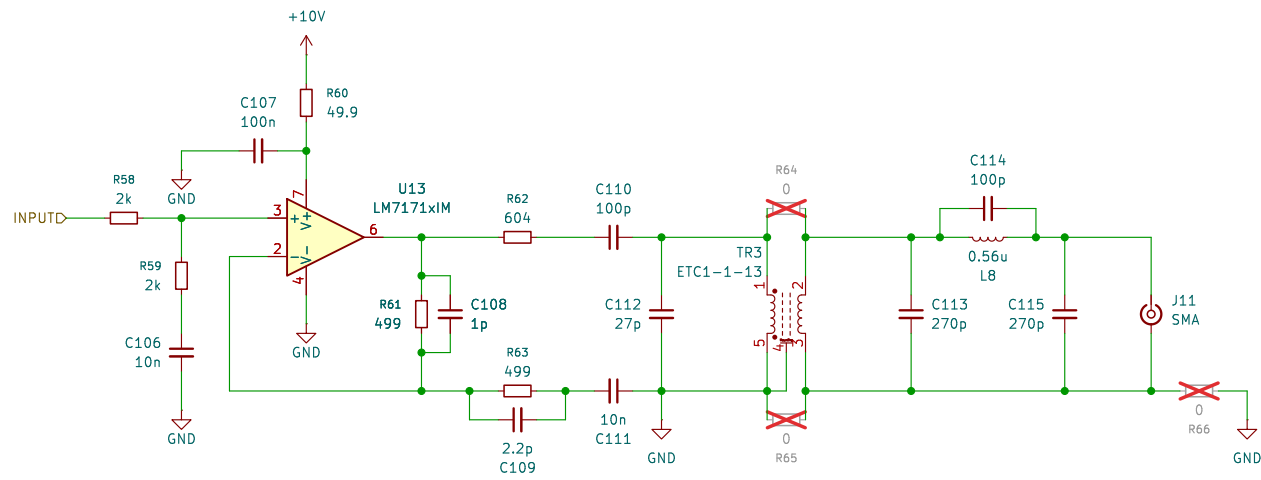 +10V
R60
49.9
C107
100n
GND
R58
2k
INPUT
R59
2k
C106
10n
GND
3
2
7
4
6
+
-
V+
V-
U13
LM7171xIM
GND
R61
499
C108
1p
R62
604
C110
100p
R63
499
2.2p
C109
10n
C111
C112
27p
GND
R64
0
TR3
ETC1-1-13
1
2
5
4
3
0
R65
C114
100p
0.56u
L8
C113
270p
C115
270p
J11
SMA
0
R66
GND